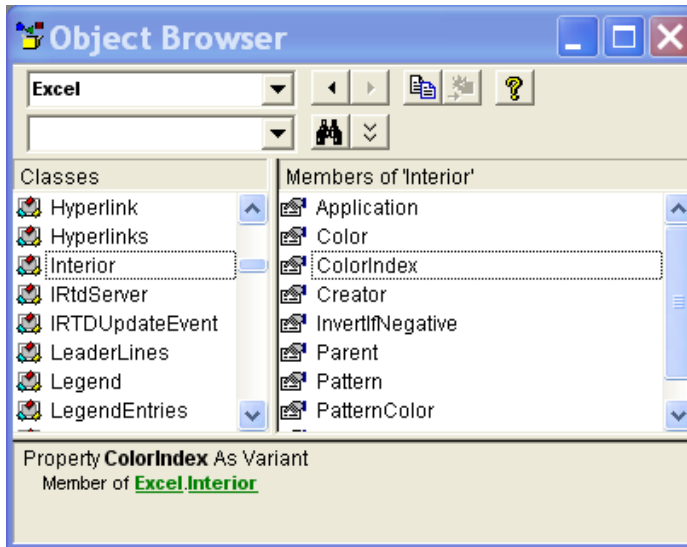 Object Browser
Excel
Classes
Members of 'Interior'
Hyperlink
Hyperlinks
Interior
IRtdServer
IRTDUpdateEvent
LeaderLines
Legend
LegendEntries
Application
Color
ColorIndex
Creator
InvertIfNegative
Parent
Pattern
PatternColor
Property ColorIndex As Variant
Member of Excel.Interior